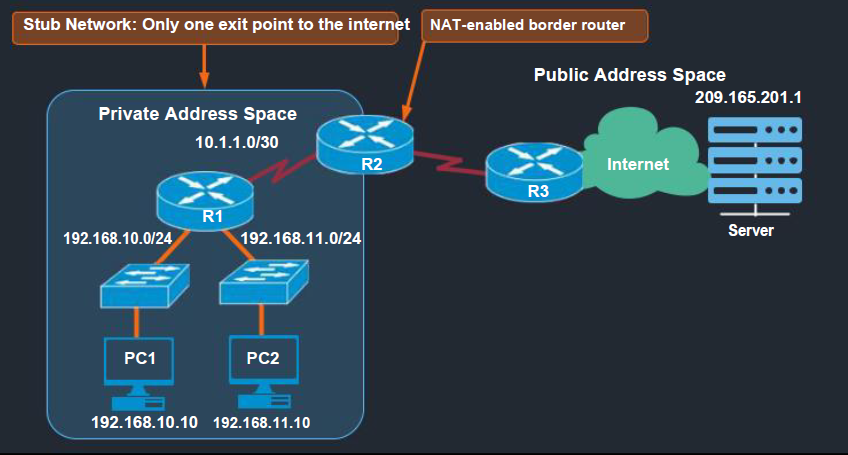 Stub Network: Only one exit point to the internet
NAT-enabled border router
Public Address Space
209.165.201.1
Private Address Space
10.1.1.0/30
R2
Internet
R3
R1
Server
192.168.10.0/24
192.168.11.0/24
PC1
PC2
192.168.10.10
192.168.11.10